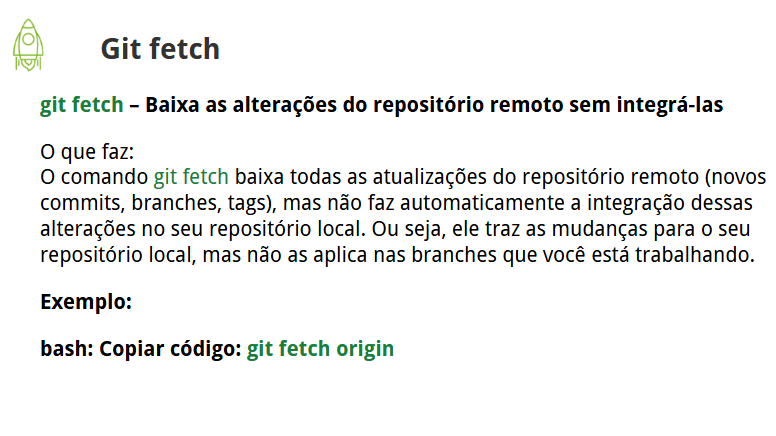 Git fetch
git fetch – Baixa as alterações do repositório remoto sem integrá-las
O que faz:
O comando git fetch baixa todas as atualizações do repositório remoto (novos
commits, branches, tags), mas não faz automaticamente a integração dessas
alterações no seu repositório local. Ou seja, ele traz as mudanças para o seu
repositório local, mas não as aplica nas branches que você está trabalhando.
Exemplo:
bash: Copiar código: git fetch origin